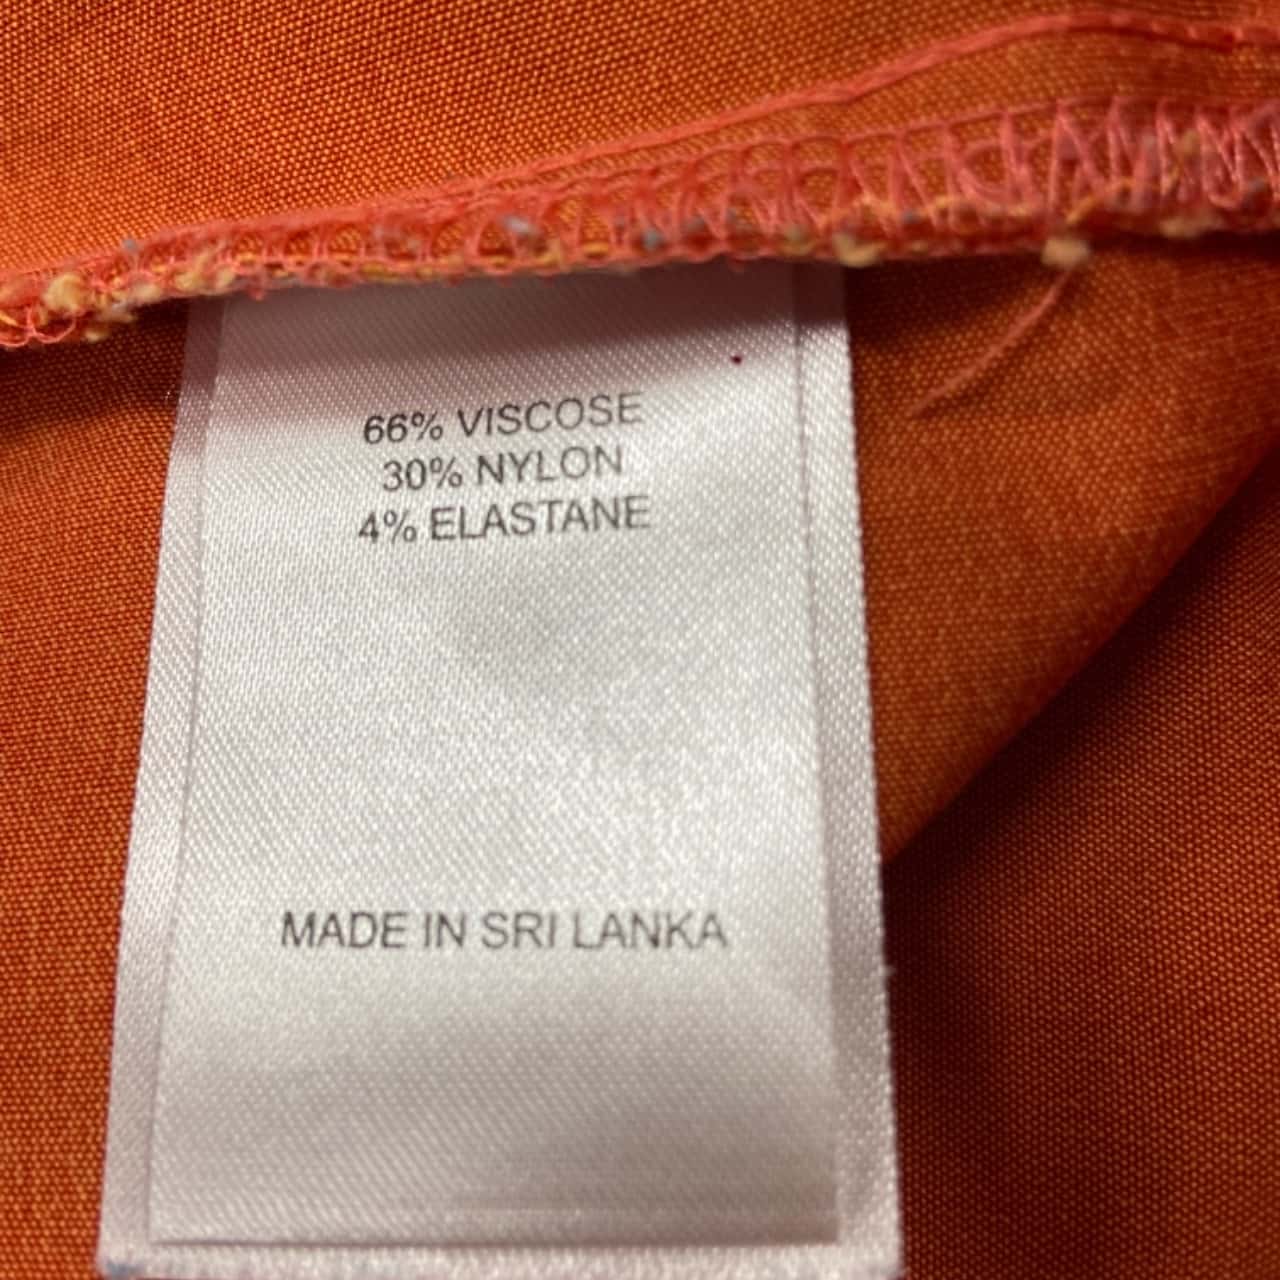 66% VISCOSE
30% NYLON
4% ELASTANE
MADE IN SRI LANKA